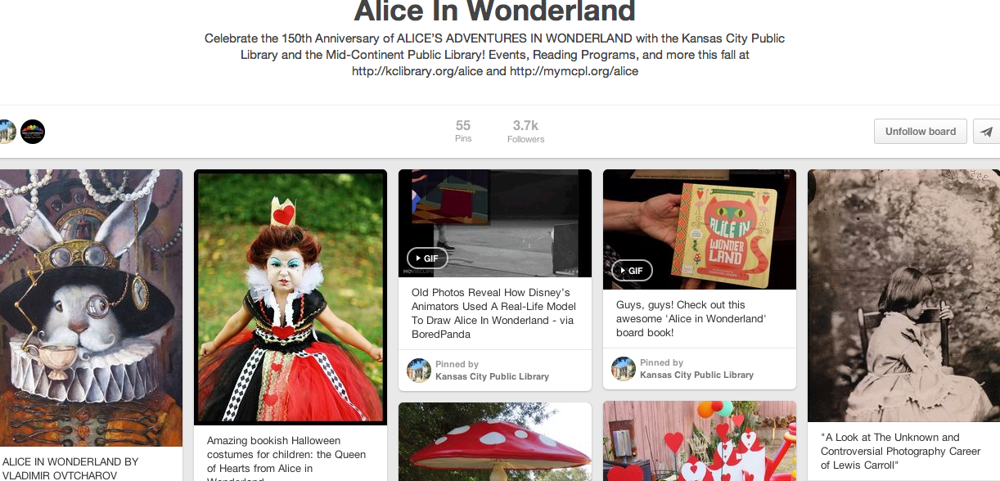 Alice In Wonderland
Celebrate the 150th Anniversary of ALICE'S ADVENTURES IN WONDERLAND with the Kansas City Public
Library and the Mid-Continent Public Library! Events, Reading Programs, and more this fall at
http://kclibrary.org/alice and http://mymcpl.org/alice
55
Pins
3.7k
Followers
Unfollow board
ALICE IN WONDERLAND BY
VLADIMIR OVTCHAROV
Amazing bookish Halloween
costumes for children: the Queen
of Hearts from Alice in
Wonderland
GIF
MOVIECLIPS
Old Photos Reveal How Disney's
Animators Used A Real-Life Model
To Draw Alice In Wonderland - via
BoredPanda
Pinned by
Kansas City Public Library
ALICE IN
WONDER
LAND
GIF
Guys, guys! Check out this
awesome 'Alice in Wonderland'
board book!
Pinned by
Kansas City Public Library
"A Look at The Unknown and
Controversial Photography Career
of Lewis Carroll"